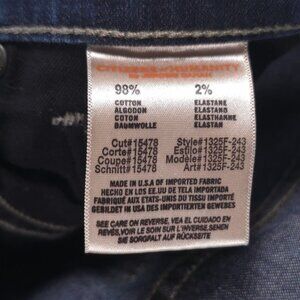 CITIZENS of HUMANITY
98% 2%
COTTON ELASTANE
ALGODON ELASTANO
COTON ELASTHANNE
BAUMWOLLE ELASTAN
Cut#15478 Style#1325F-243
Corte#15478 Estilo#1325F-243
Coupe#15478 Modele#1325F-243
Schnitt#15478 Art#1325F-243
MADE IN U.S.A OF IMPORTED FABRIC
HECHO EN LOS EE.UU DE TELA IMPORTADA
FABRIQUÉ AUX ETATS-UNIS DU TISSU IMPORTE
GEBILDET IN USA DES IMPORTIERTEN GEWEBES
SEE CARE ON REVERSE. VEA EL CUIDADO EN
REVES. VOIR LE SOIN SUR L'INVERSE. SEHEN
SIE SORGFALT AUF RÜCKSEITE